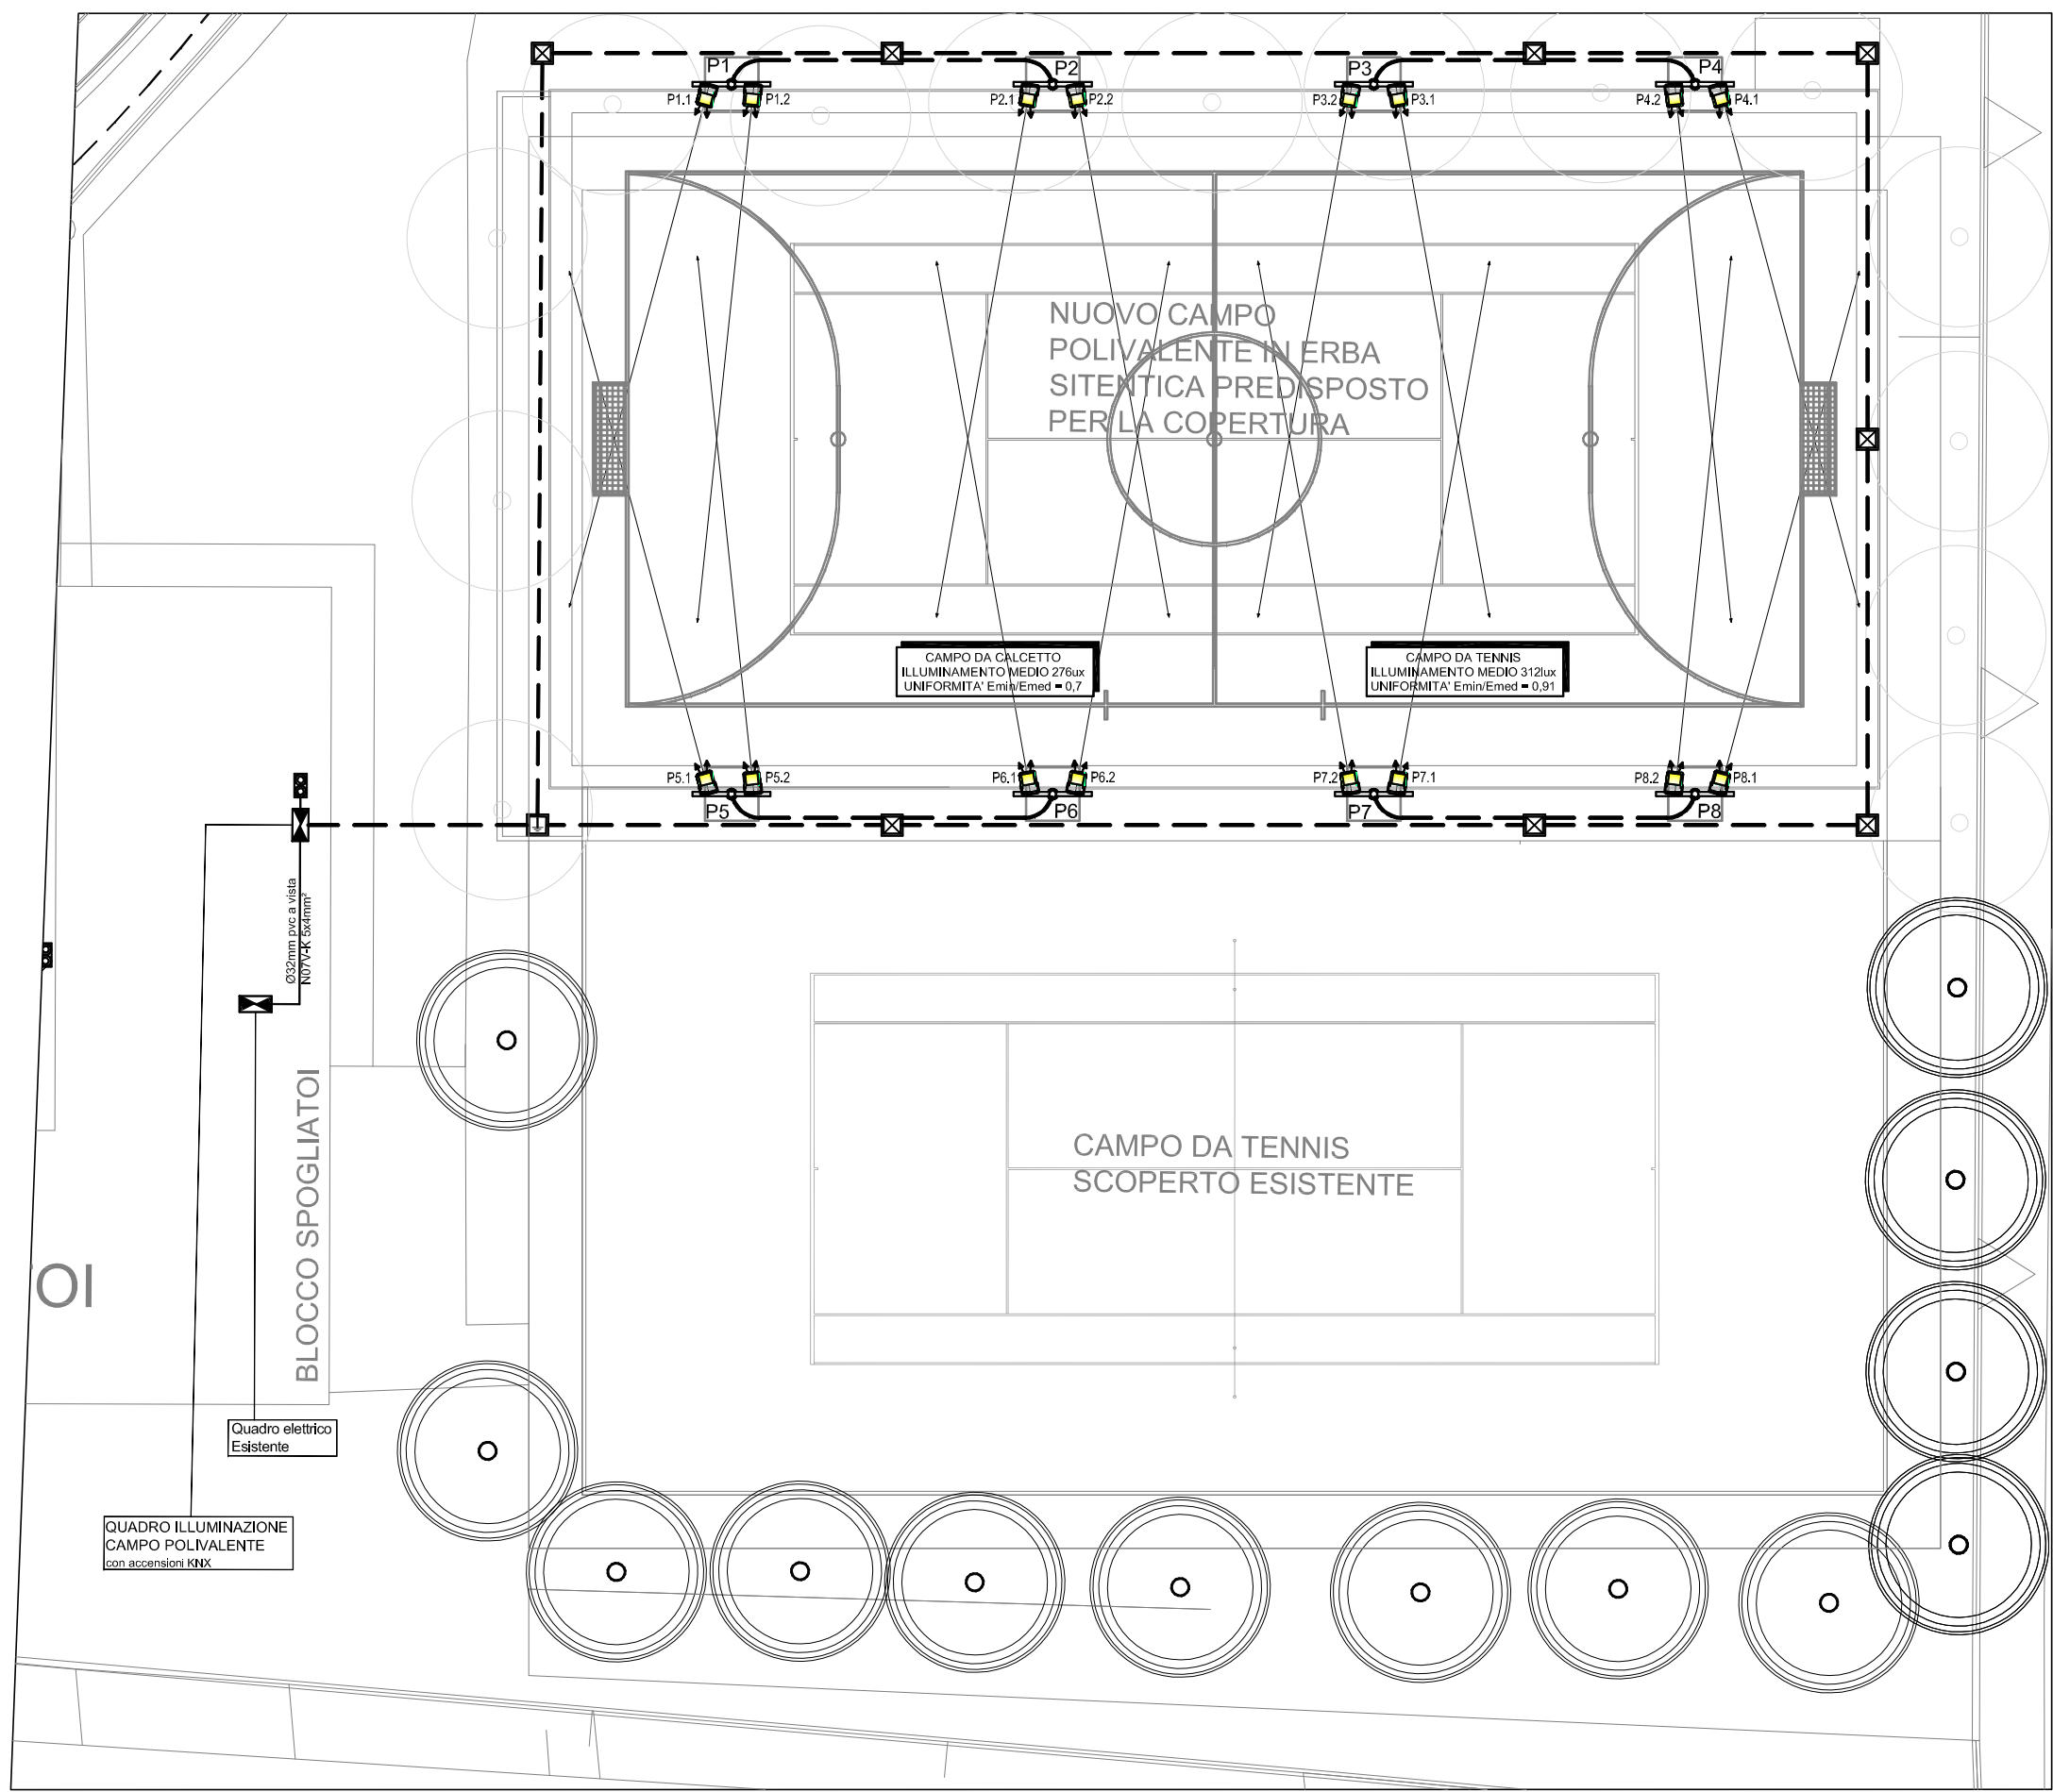 P1
P2
P3
P4
P1.1
P1.2
P2.1
P2.2
P3.2
P3.1
P4.2
P4.1
NUOVO CAMPO
POLIVALENTE IN ERBA
SITENTICA PREDISPOSTO
PER LA COPERTURA
CAMPO DA CALCETTO
ILLUMINAMENTO MEDIO 276ux
UNIFORMITA' Emin/Emed = 0,7
CAMPO DA TENNIS
ILLUMINAMENTO MEDIO 312lux
UNIFORMITA' Emin/Emed = 0,91
P5.1
P5.2
P6.1
P6.2
P7.2
P7.1
P8.2
P8.1
P5
P6
P7
P8
Ø32mm pvc a vista
N07V-K 5x4mm²
BLOCCO SPOGLIATOI
CAMPO DA TENNIS
SCOPERTO ESISTENTE
OI
Quadro elettrico
Esistente
QUADRO ILLUMINAZIONE
CAMPO POLIVALENTE
con accensioni KNX